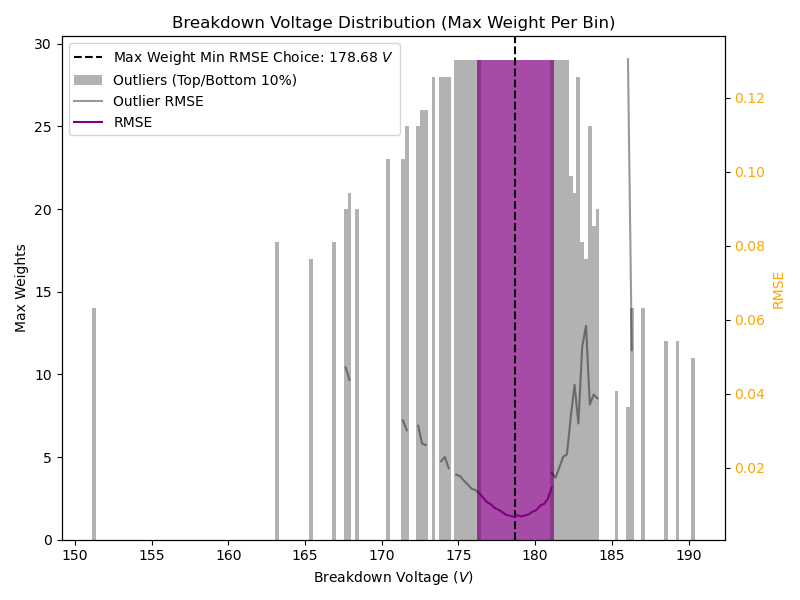 Breakdown Voltage Distribution (Max Weight Per Bin)
Max Weight Min RMSE Choice: 178.68 V
Outliers (Top/Bottom 10%)
Outlier RMSE
RMSE
30
25
20
15
10
5
0
Max Weights
0.12
0.10
0.08
0.06
0.04
0.02
RMSE
150 155 160 165 170 175 180 185 190
Breakdown Voltage (V)